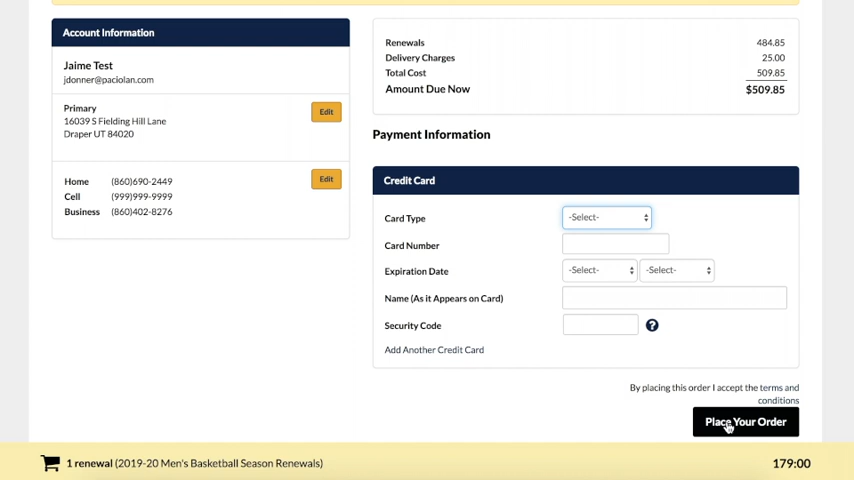 Account Information
Jaime Test
jdonner@paciolan.com
Primary
16039 S Fielding Hill Lane
Draper UT 84020
Edit
Home (860)690-2449
Cell (999)999-9999
Business (860)402-8276
Edit
Renewals 484.85
Delivery Charges 25.00
Total Cost 509.85
Amount Due Now $509.85
Payment Information
Credit Card
Card Type -Select-
Card Number
Expiration Date -Select- -Select-
Name (As it Appears on Card)
Security Code ?
Add Another Credit Card
By placing this order I accept the terms and
conditions
Place Your Order
1 renewal (2019-20 Men's Basketball Season Renewals) 179:00